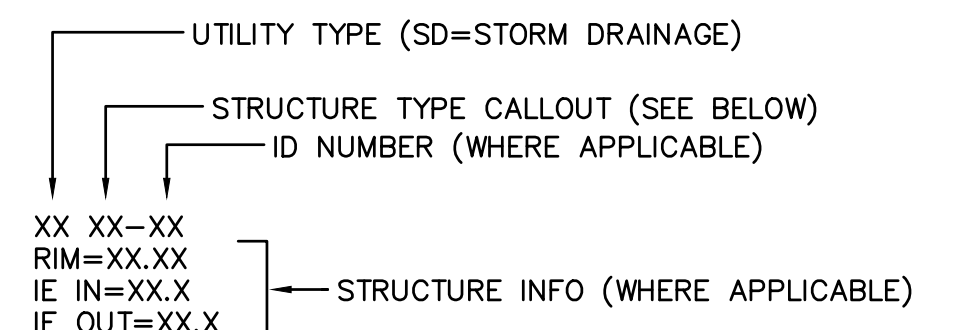 UTILITY TYPE (SD=STORM DRAINAGE)
STRUCTURE TYPE CALLOUT (SEE BELOW)
ID NUMBER (WHERE APPLICABLE)
XX XX-XX
RIM=XX.XX
IE IN=XX.X
STRUCTURE INFO (WHERE APPLICABLE)
IE OUT=XX.X